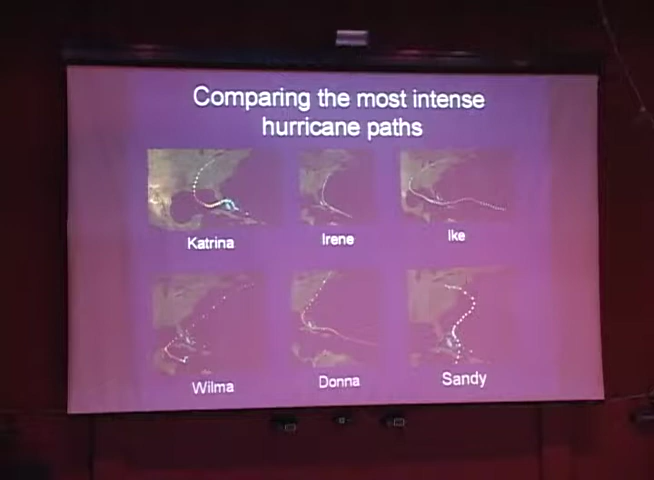 Comparing the most intense
hurricane paths
Katrina
Irene
Ike
Wilma
Donna
Sandy